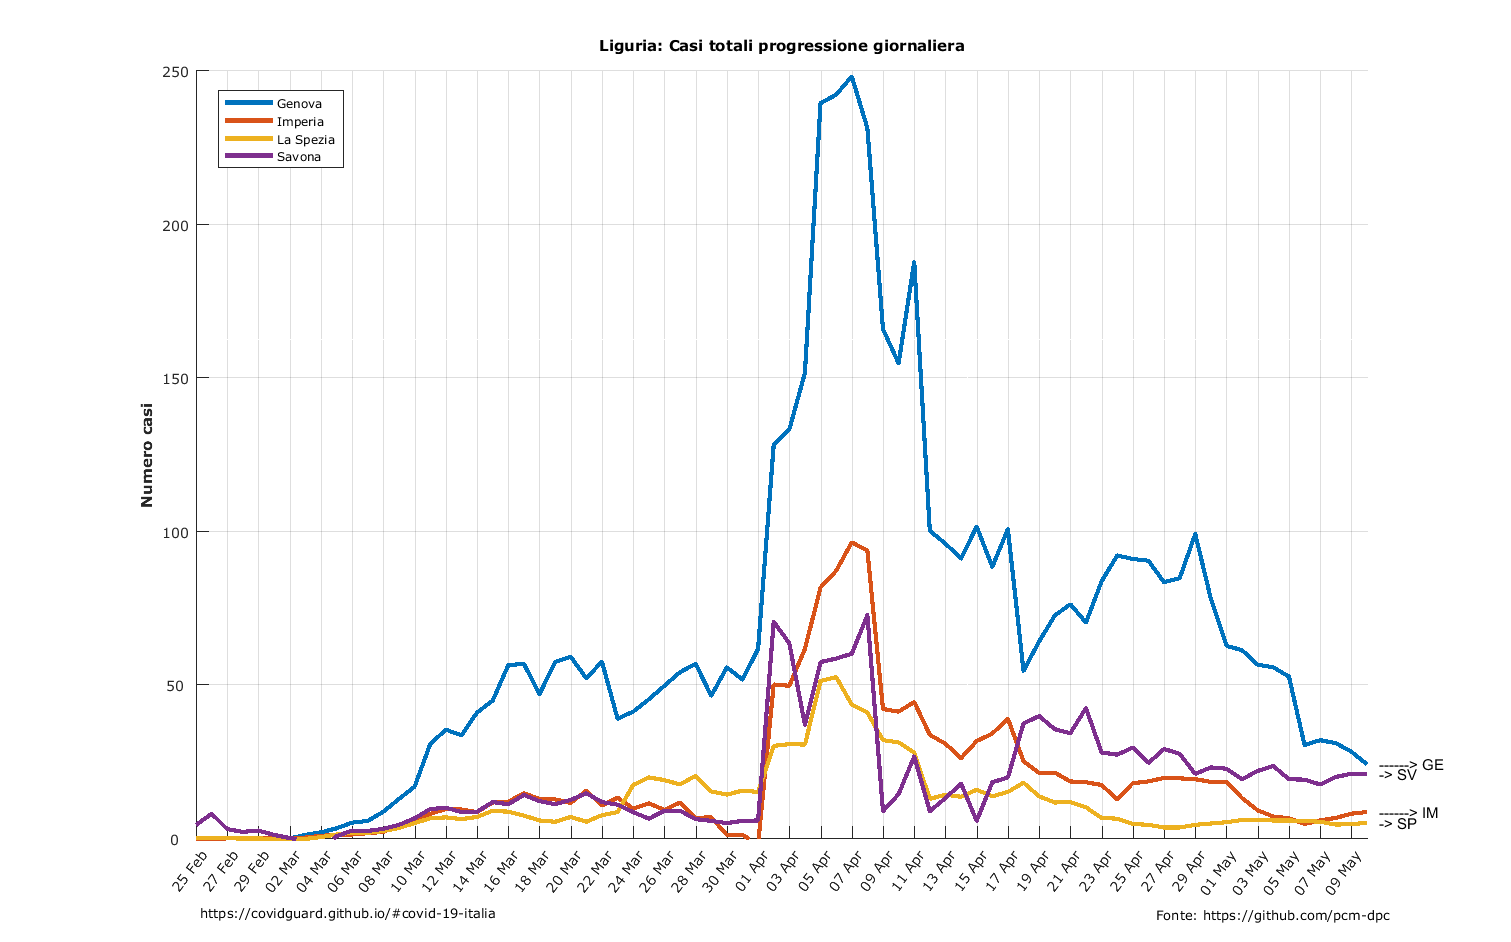 Liguria: Casi totali progressione giornaliera
250
200
150
100
50
0
Numero casi
Genova
Imperia
La Spezia
Savona
------> GE
-> SV
------> IM
-> SP
25 Feb
27 Feb
29 Feb
02 Mar
04 Mar
06 Mar
08 Mar
10 Mar
12 Mar
14 Mar
16 Mar
18 Mar
20 Mar
22 Mar
24 Mar
26 Mar
28 Mar
30 Mar
01 Apr
03 Apr
05 Apr
07 Apr
09 Apr
11 Apr
13 Apr
15 Apr
17 Apr
19 Apr
21 Apr
23 Apr
25 Apr
27 Apr
29 Apr
01 May
03 May
05 May
07 May
09 May
https://covidguard.github.io/#covid-19-italia
Fonte: https://github.com/pcm-dpc